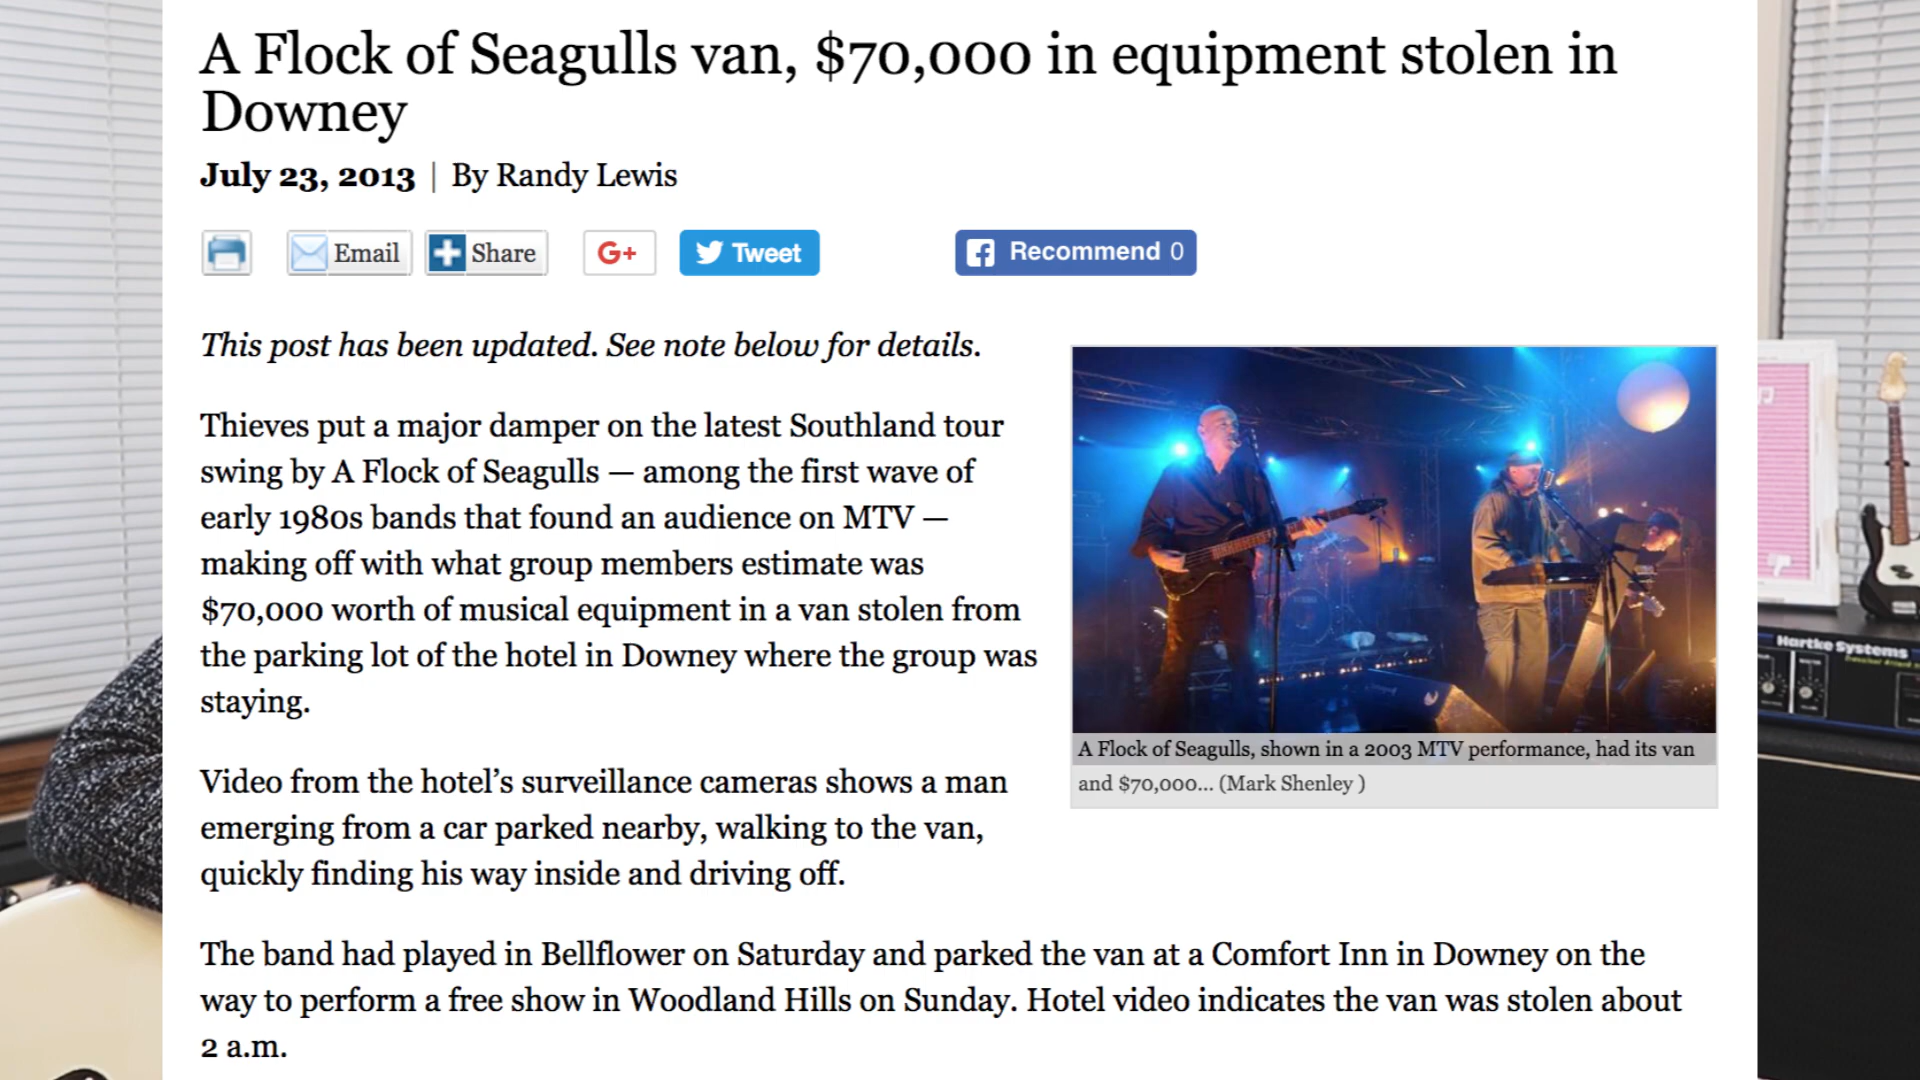 A Flock of Seagulls van, $70,000 in equipment stolen in
Downey
July 23, 2013 | By Randy Lewis
Email
Share
G+
Tweet
Recommend 0
This post has been updated. See note below for details.
Thieves put a major damper on the latest Southland tour
swing by A Flock of Seagulls — among the first wave of
early 1980s bands that found an audience on MTV —
making off with what group members estimate was
$70,000 worth of musical equipment in a van stolen from
the parking lot of the hotel in Downey where the group was
staying.
A Flock of Seagulls, shown in a 2003 MTV performance, had its van
and $70,000... (Mark Shenley )
Video from the hotel's surveillance cameras shows a man
emerging from a car parked nearby, walking to the van,
quickly finding his way inside and driving off.
The band had played in Bellflower on Saturday and parked the van at a Comfort Inn in Downey on the
way to perform a free show in Woodland Hills on Sunday. Hotel video indicates the van was stolen about
2 a.m.
Hartke Systems